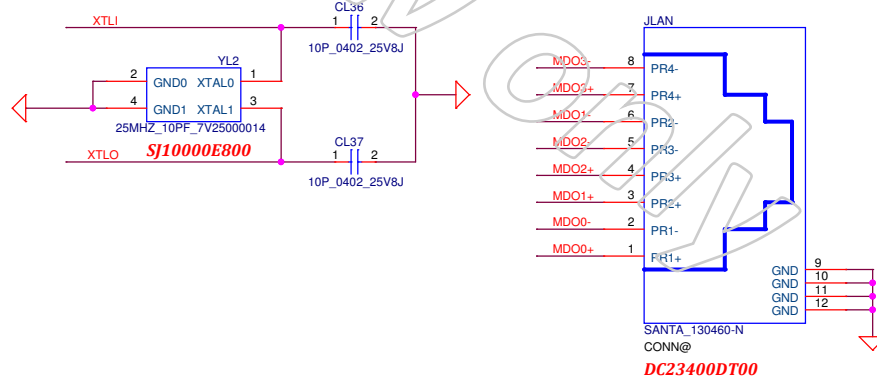 CL36
1 2
10P_0402_25V8J
XTLI
YL2
2 GND0 XTAL0 1
4 GND1 XTAL1 3
25MHZ_10PF_7V25000014
SJ10000E800
XTLO
CL37
1 2
10P_0402_25V8J
JLAN
MDO3- 8 PR4-
MDO3+ 7 PR4+
MDO1- 6 PR2-
MDO2- 5 PR3-
MDO2+ 4 PR3+
MDO1+ 3 PR2+
MDO0- 2 PR1-
MDO0+ 1 PR1+
GND 9
GND 10
GND 11
GND 12
SANTA_130460-N
CONN@
DC23400DT00
only